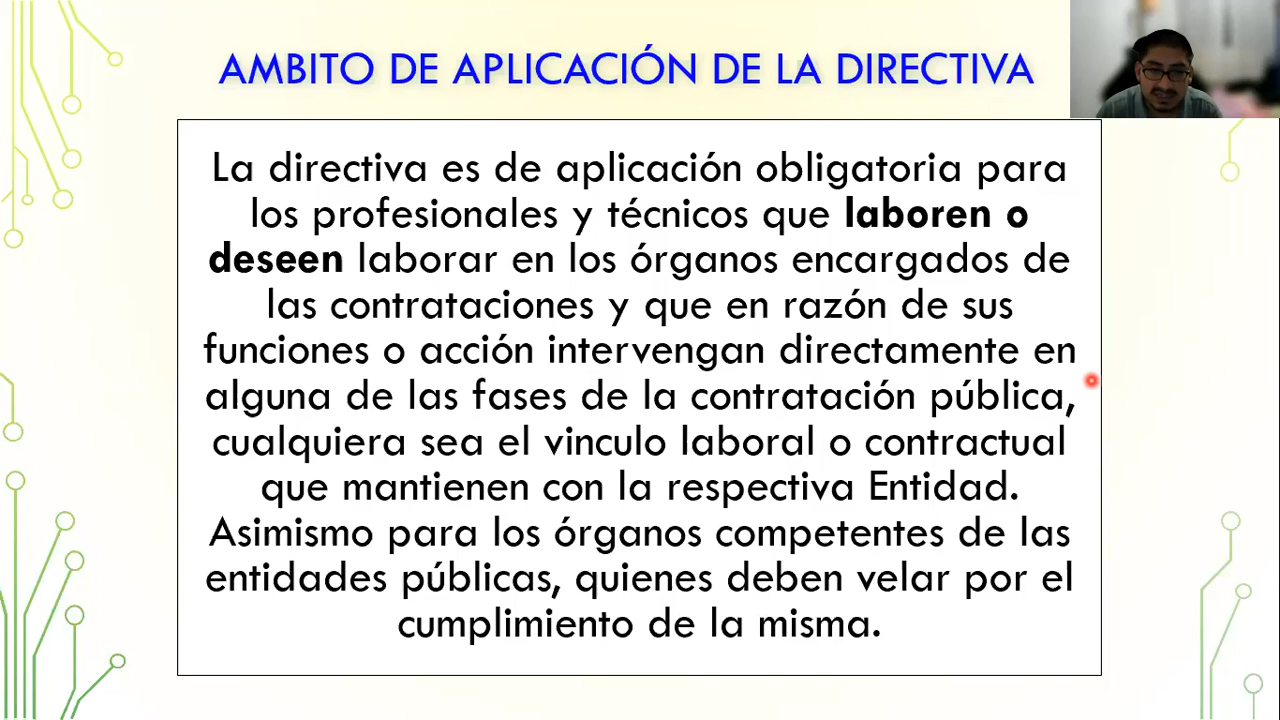 AMBITO DE APLICACIÓN DE LA DIRECTIVA
La directiva es de aplicación obligatoria para
los profesionales y técnicos que laboren o
deseen laborar en los órganos encargados de
las contrataciones y que en razón de sus
funciones o acción intervengan directamente en
alguna de las fases de la contratación pública,
cualquiera sea el vinculo laboral o contractual
que mantienen con la respectiva Entidad.
Asimismo para los órganos competentes de las
entidades públicas, quienes deben velar por el
cumplimiento de la misma.